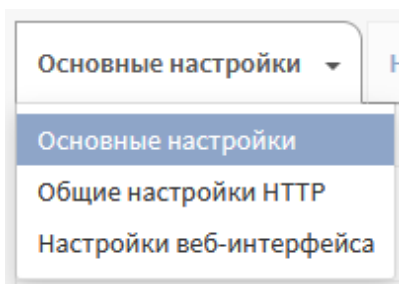 Основные настройки
Основные настройки
Общие настройки HTTP
Настройки веб-интерфейса